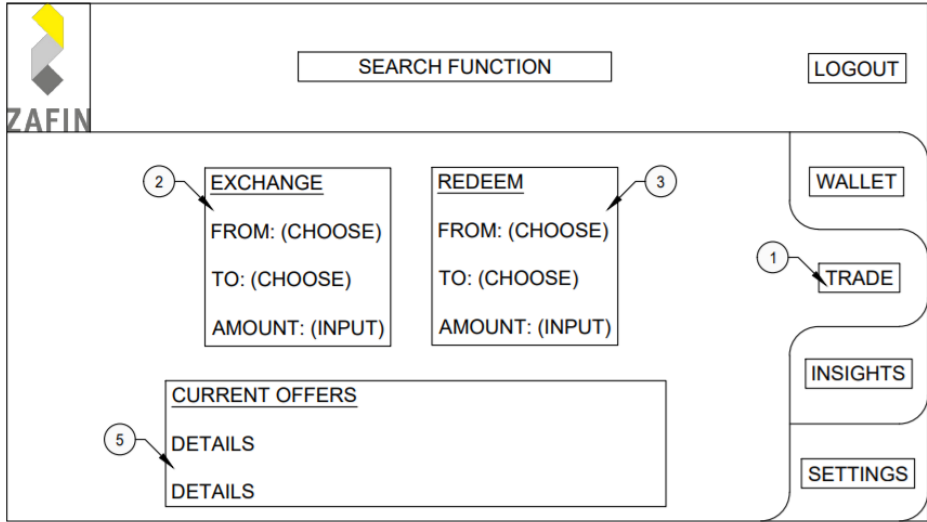 ZAFIN
SEARCH FUNCTION
LOGOUT
2
EXCHANGE
FROM: (CHOOSE)
TO: (CHOOSE)
AMOUNT: (INPUT)
REDEEM
3
FROM: (CHOOSE)
TO: (CHOOSE)
AMOUNT: (INPUT)
WALLET
1
TRADE
INSIGHTS
SETTINGS
CURRENT OFFERS
5
DETAILS
DETAILS